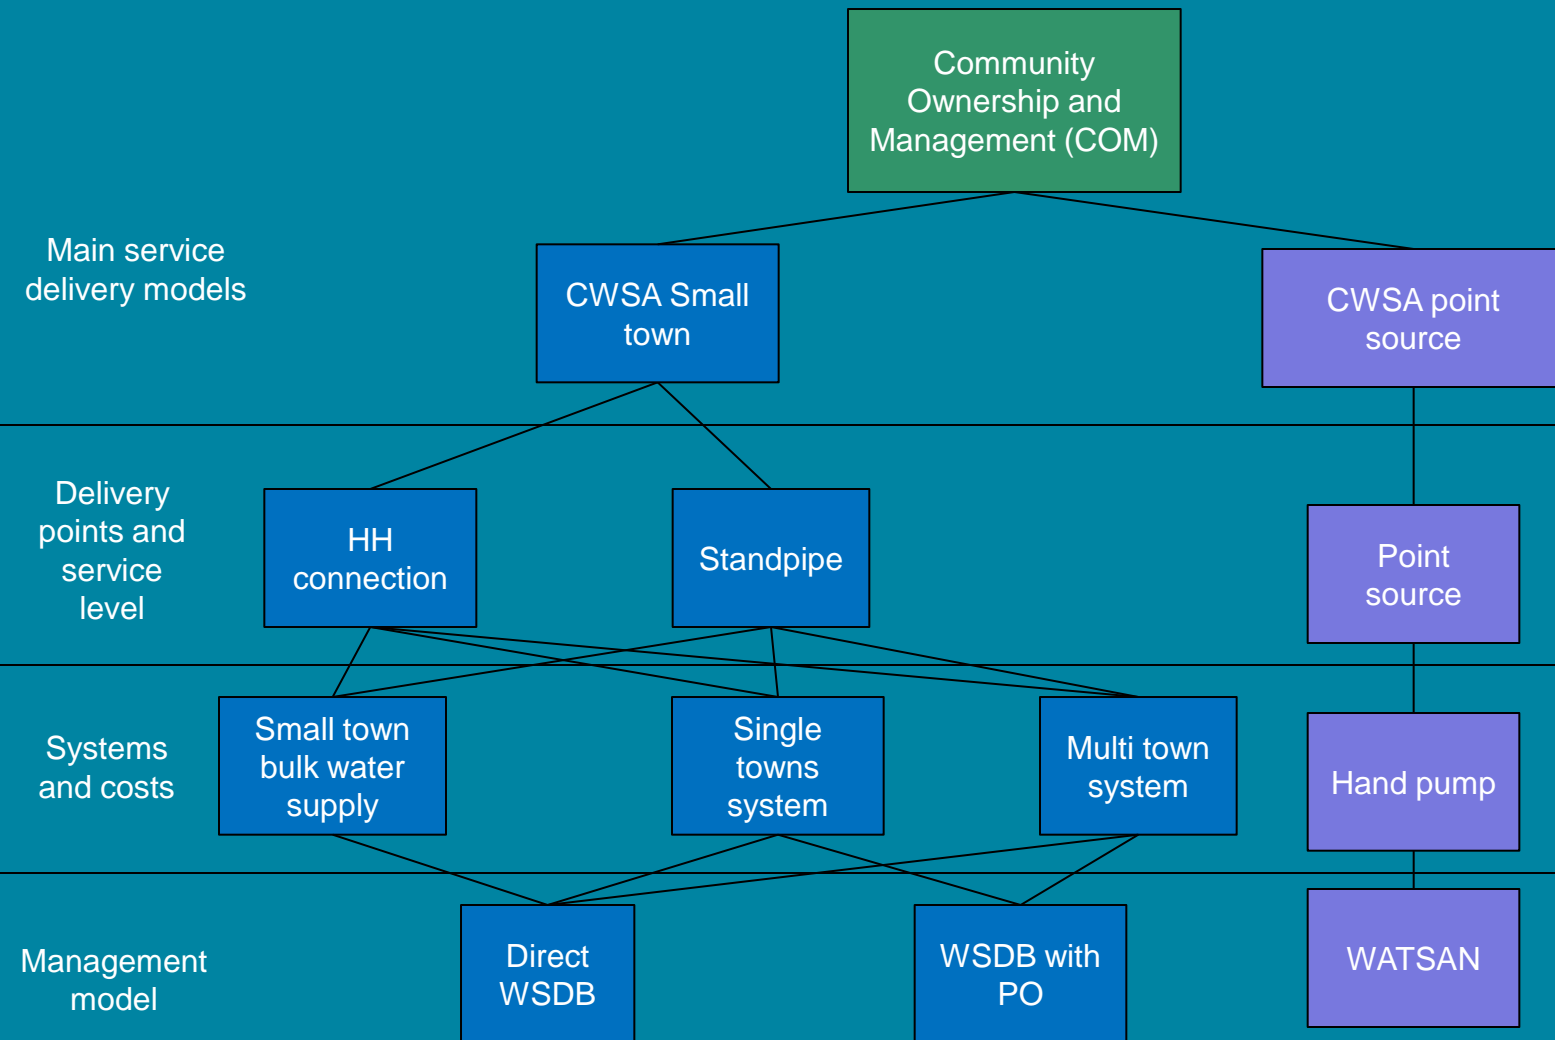 Community
Ownership and
Management (COM)
Main service
delivery models
CWSA Small
town
CWSA point
source
Delivery
points and
service
level
HH
connection
Standpipe
Point
source
Systems
and costs
Small town
bulk water
supply
Single
towns
system
Multi town
system
Hand pump
Management
model
Direct
WSDB
WSDB with
PO
WATSAN